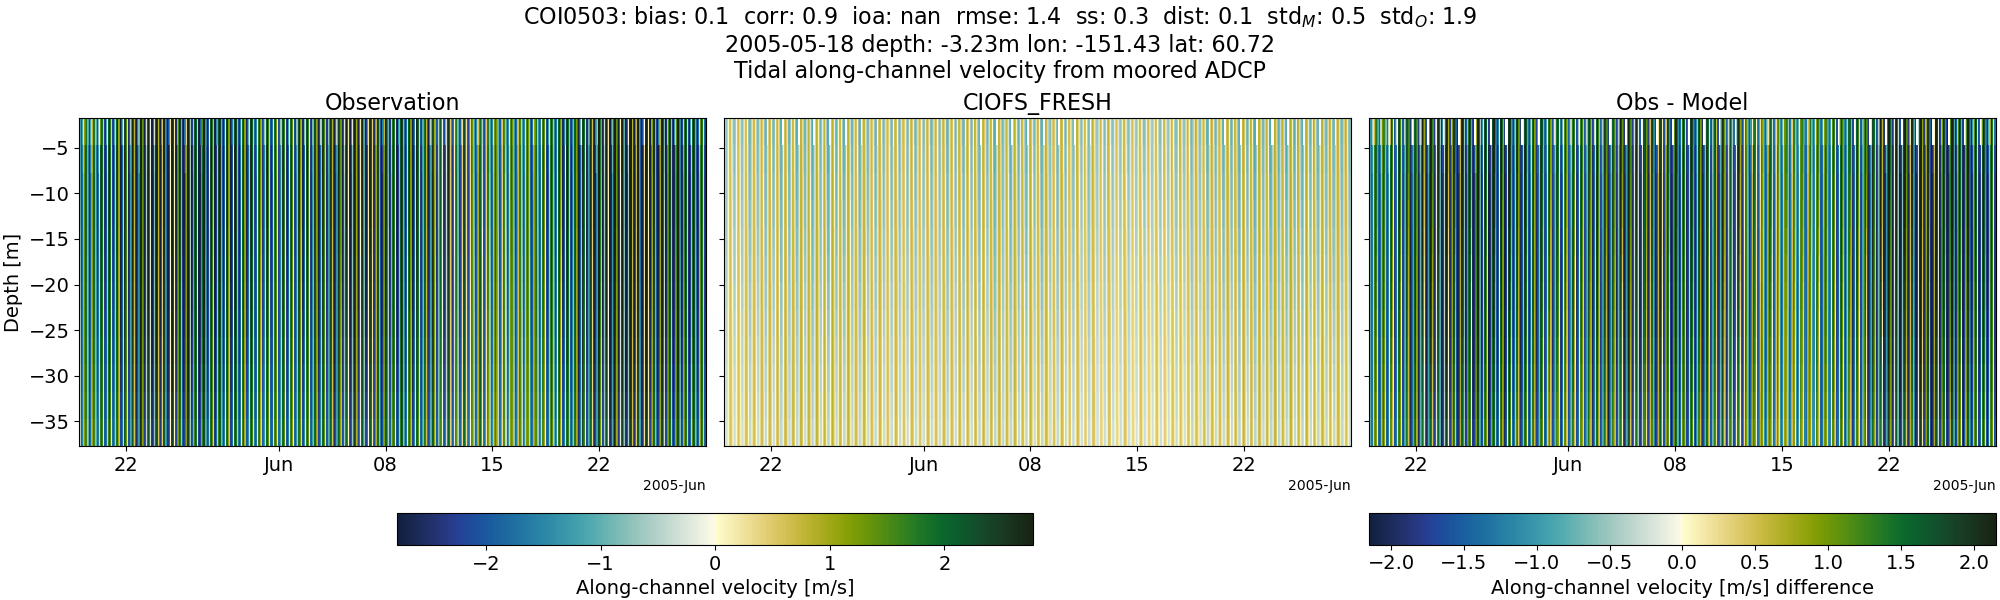 COI0503: bias: 0.1 corr: 0.9 ioa: nan rmse: 1.4 ss: 0.3 dist: 0.1 std_M: 0.5 std_O: 1.9
2005-05-18 depth: -3.23m lon: -151.43 lat: 60.72
Tidal along-channel velocity from moored ADCP
Observation CIOFS_FRESH Obs - Model
Depth [m]
−5
−10
−15
−20
−25
−30
−35
22 Jun 08 15 22 22 Jun 08 15 22 22 Jun 08 15 22
2005-Jun 2005-Jun 2005-Jun
−2 −1 0 1 2
Along-channel velocity [m/s]
−2.0 −1.5 −1.0 −0.5 0.0 0.5 1.0 1.5 2.0
Along-channel velocity [m/s] difference